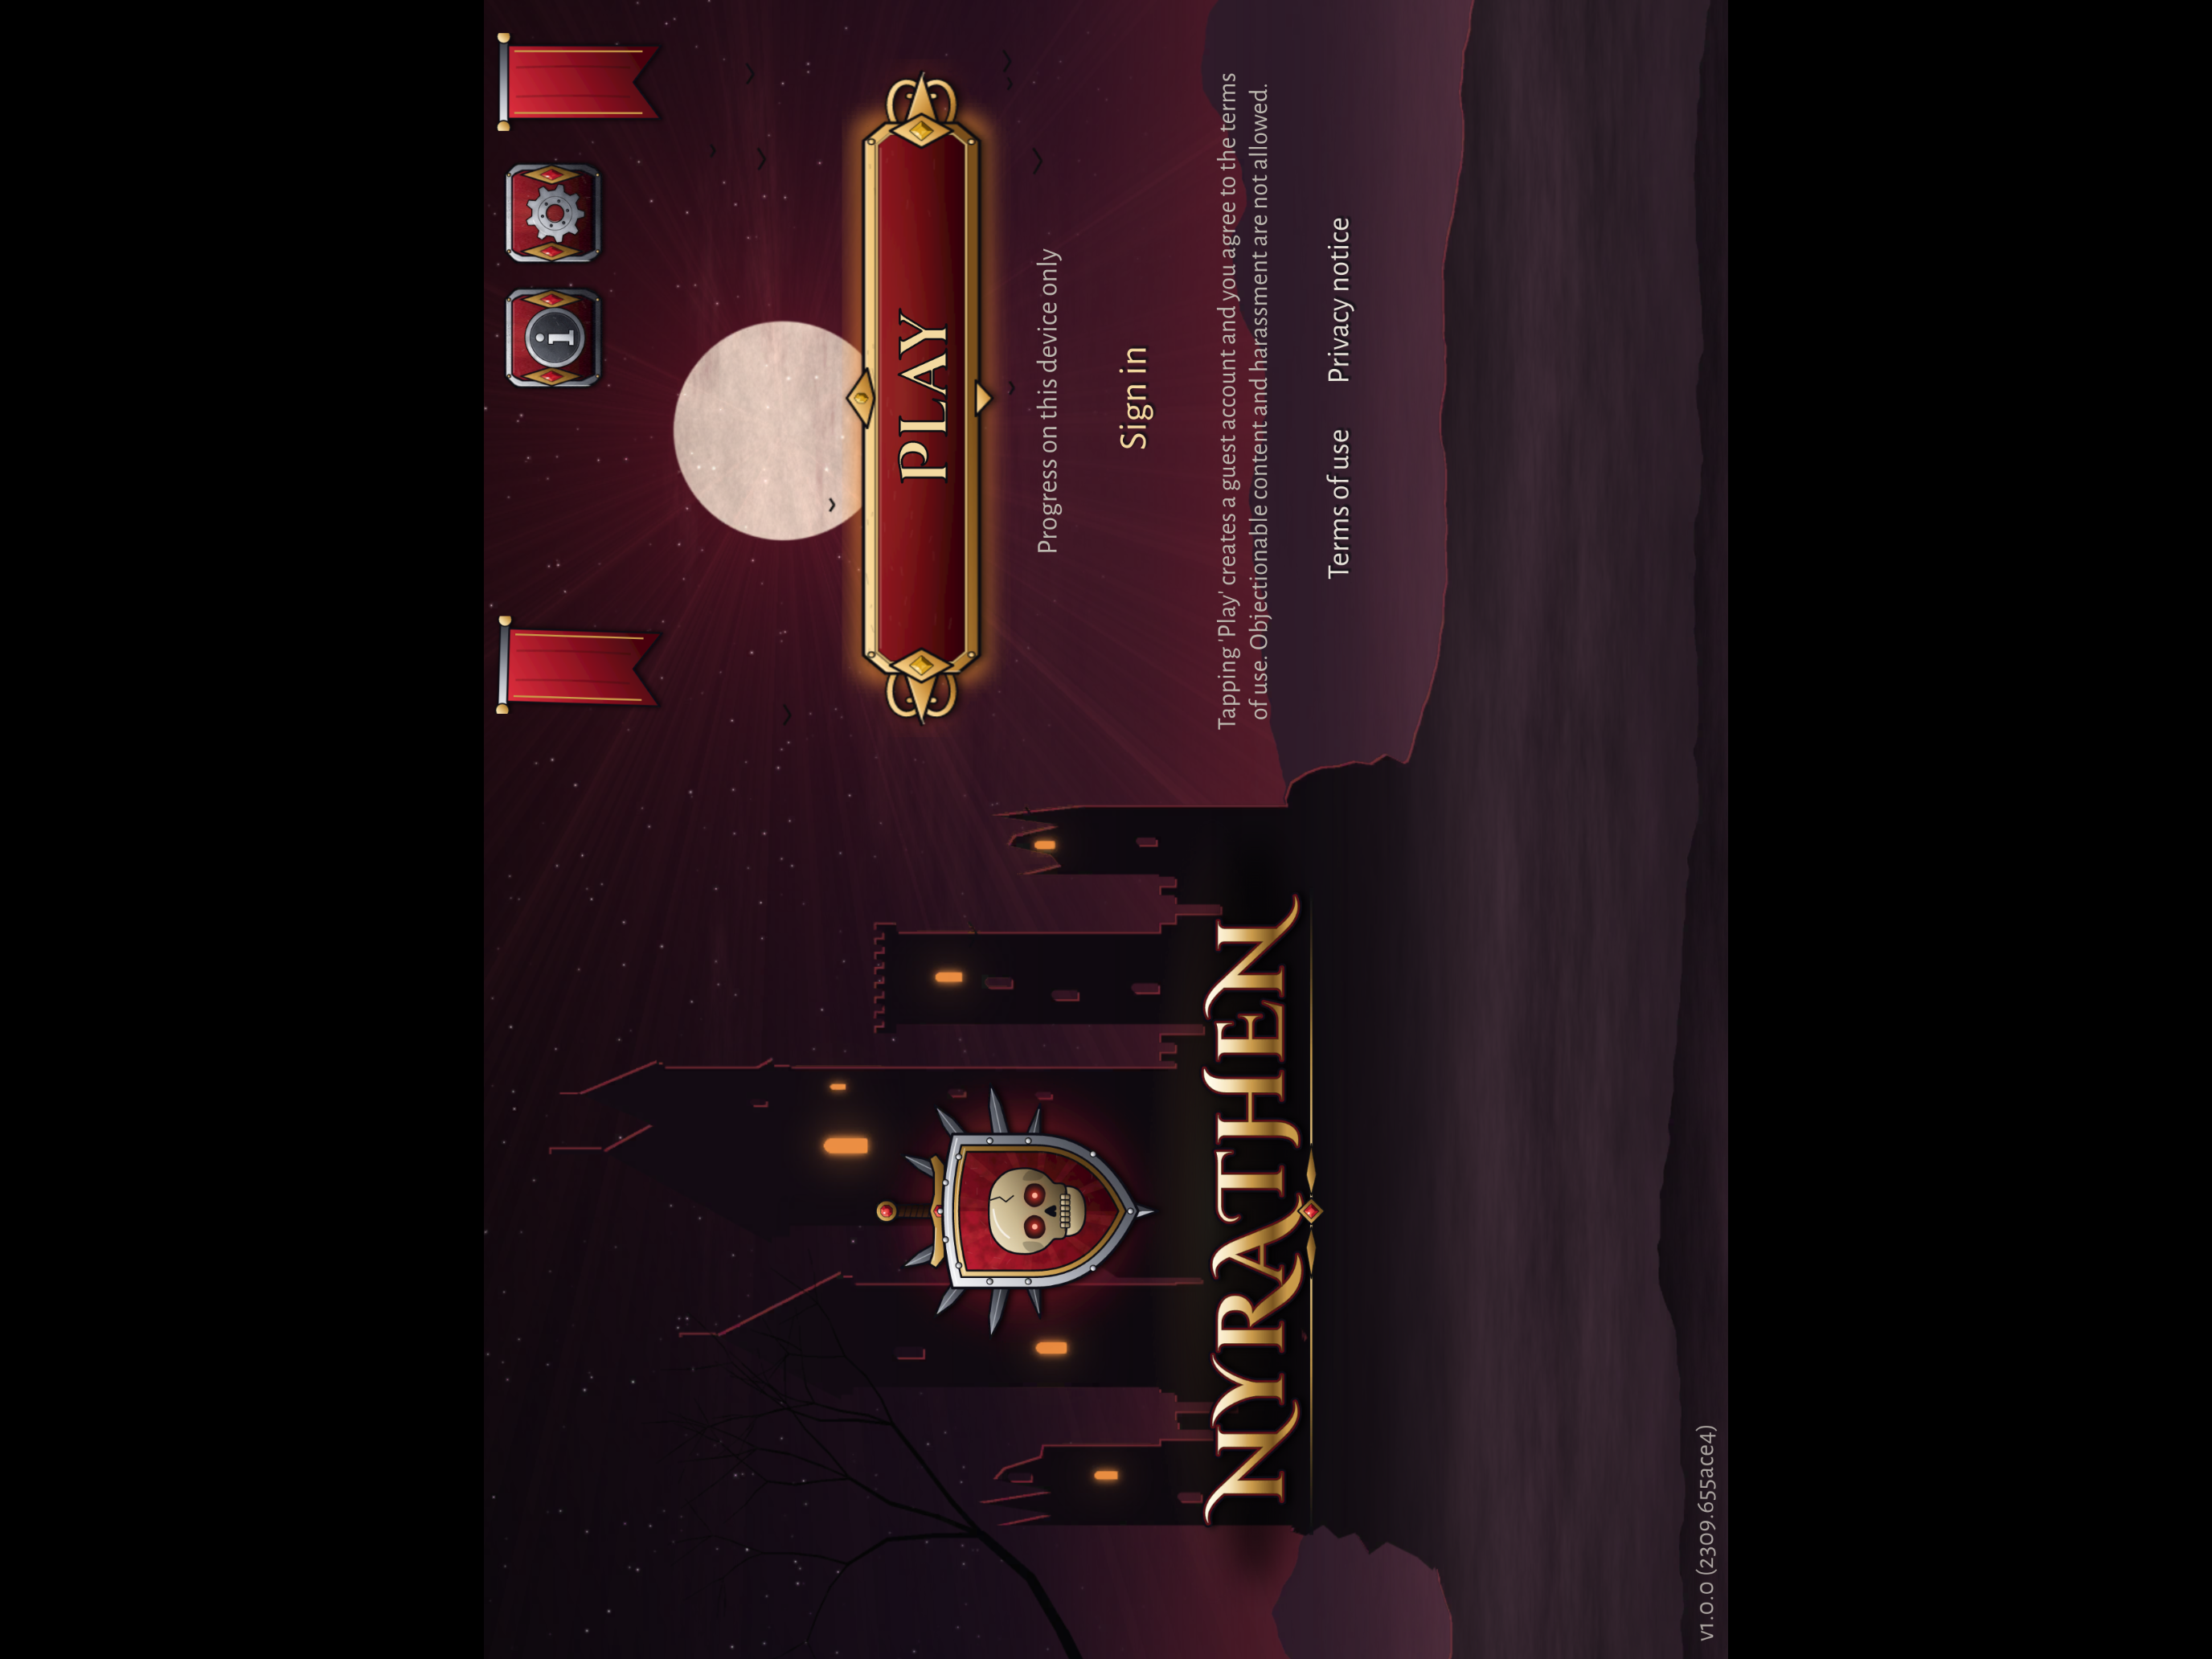 NYRATHEN
PLAY
Progress on this device only
Sign in
Tapping 'Play' creates a guest account and you agree to the terms
of use. Objectionable content and harassment are not allowed.
Terms of use Privacy notice
v1.0.0 (2309.655ace4)